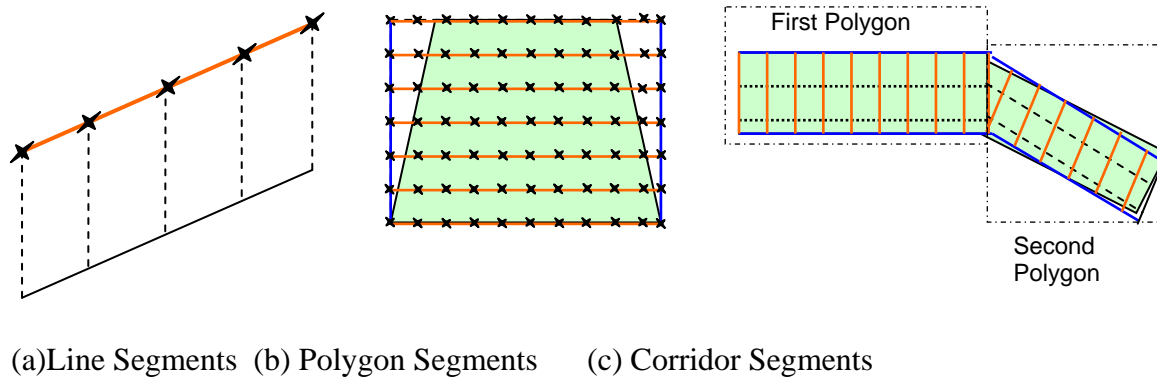 First Polygon
Second
Polygon
(a)Line Segments (b) Polygon Segments (c) Corridor Segments